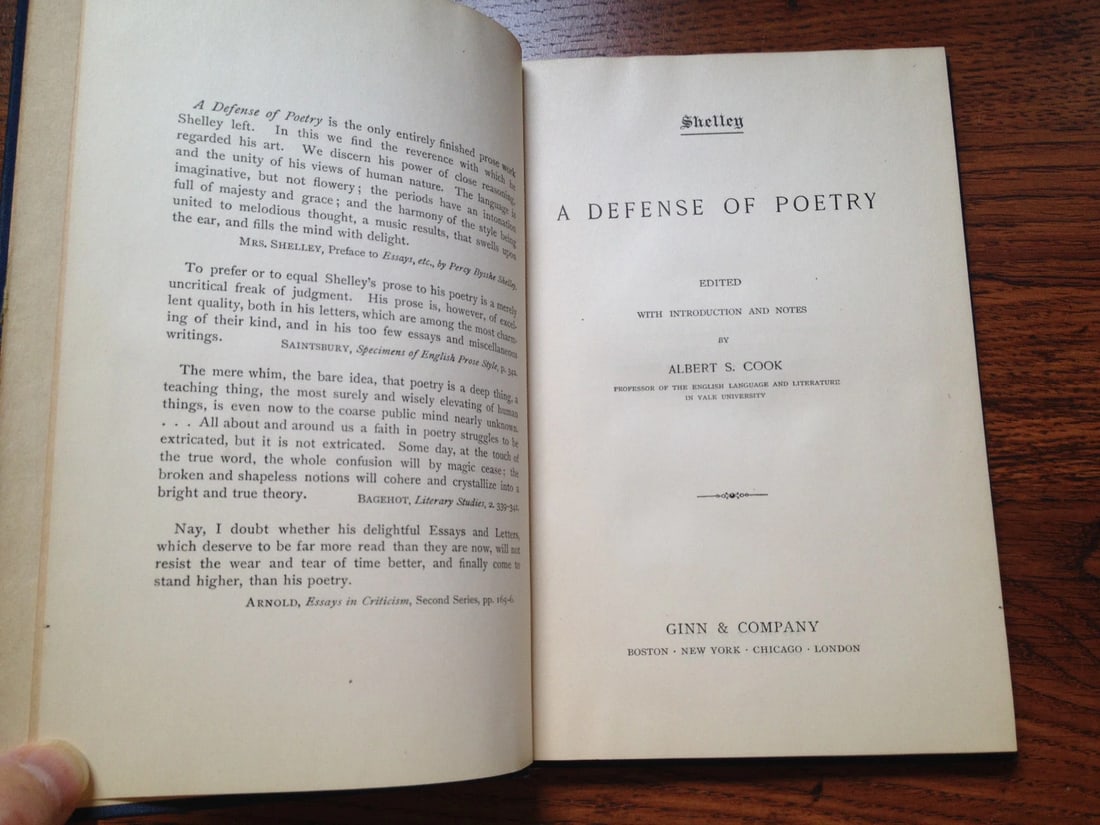 A Defense of Poetry is the only entirely finished prose work
Shelley left. In this we find the reverence with which he
regarded his art. We discern his power of close reasoning,
and the unity of his views of human nature. The language is
imaginative, but not flowery; the periods have an intonation
full of majesty and grace; and the harmony of the style being
united to melodious thought, a music results, that swells upon
the ear, and fills the mind with delight.
MRS. SHELLEY, Preface to Essays, etc., by Percy Bysshe Shelley.
To prefer or to equal Shelley's prose to his poetry is a merely
uncritical freak of judgment. His prose is, however, of excel-
lent quality, both in his letters, which are among the most charm-
ing of their kind, and in his too few essays and miscellaneous
writings. SAINTSBURY, Specimens of English Prose Style, p. 342.
The mere whim, the bare idea, that poetry is a deep thing, a
teaching thing, the most surely and wisely elevating of human
things, is even now to the coarse public mind nearly unknown.
. . . All about and around us a faith in poetry struggles to be
extricated, but it is not extricated. Some day, at the touch of
the true word, the whole confusion will by magic cease; the
broken and shapeless notions will cohere and crystallize into a
bright and true theory. BAGEHOT, Literary Studies, 2. 339-341.
Nay, I doubt whether his delightful Essays and Letters,
which deserve to be far more read than they are now, will not
resist the wear and tear of time better, and finally come to
stand higher, than his poetry.
ARNOLD, Essays in Criticism, Second Series, pp. 165-6.
Shelley
A DEFENSE OF POETRY
EDITED
WITH INTRODUCTION AND NOTES
BY
ALBERT S. COOK
PROFESSOR OF THE ENGLISH LANGUAGE AND LITERATURE
IN YALE UNIVERSITY
GINN & COMPANY
BOSTON · NEW YORK · CHICAGO · LONDON